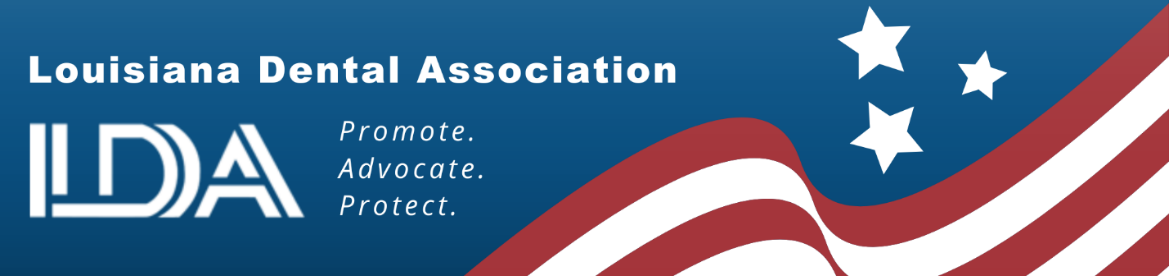 Louisiana Dental Association
LDA
Promote.
Advocate.
Protect.